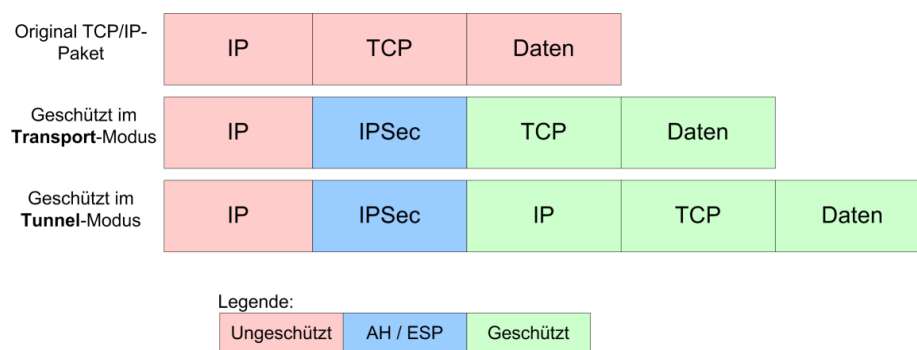 Original TCP/IP-
Paket
IP TCP Daten
Geschützt im
Transport-Modus
IP IPSec TCP Daten
Geschützt im
Tunnel-Modus
IP IPSec IP TCP Daten
Legende:
Ungeschützt AH / ESP Geschützt